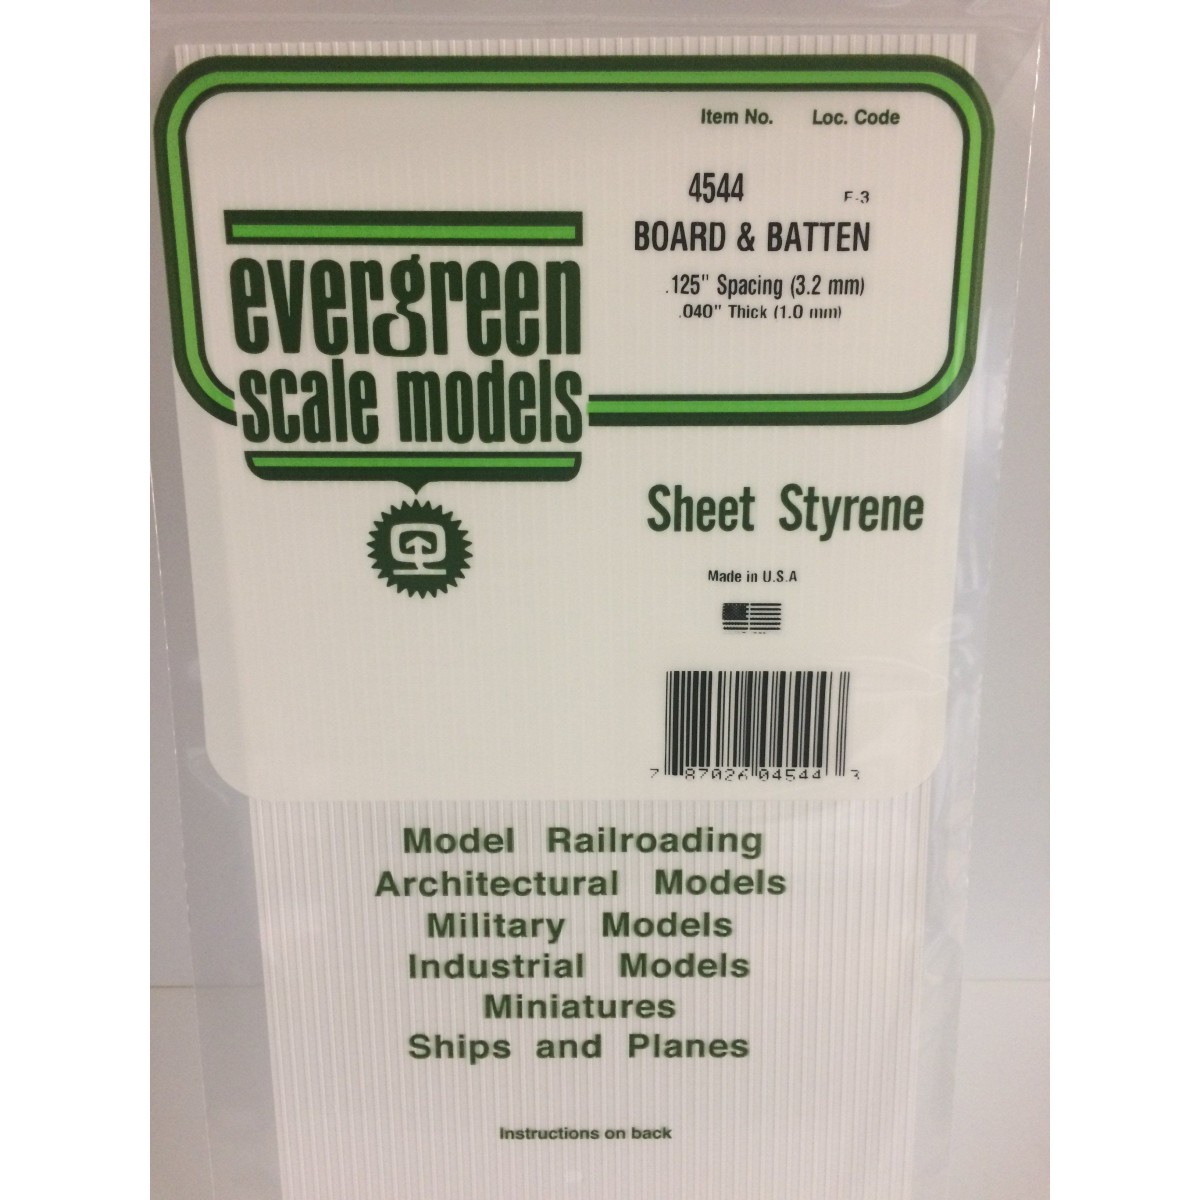 Item No. Loc. Code
4544 F-3
BOARD & BATTEN
.125" Spacing (3.2 mm)
.040" Thick (1.0 mm)
evergreen
scale models
Sheet Styrene
Made in U.S.A
7 87026 04544 3
Model Railroading
Architectural Models
Military Models
Industrial Models
Miniatures
Ships and Planes
Instructions on back